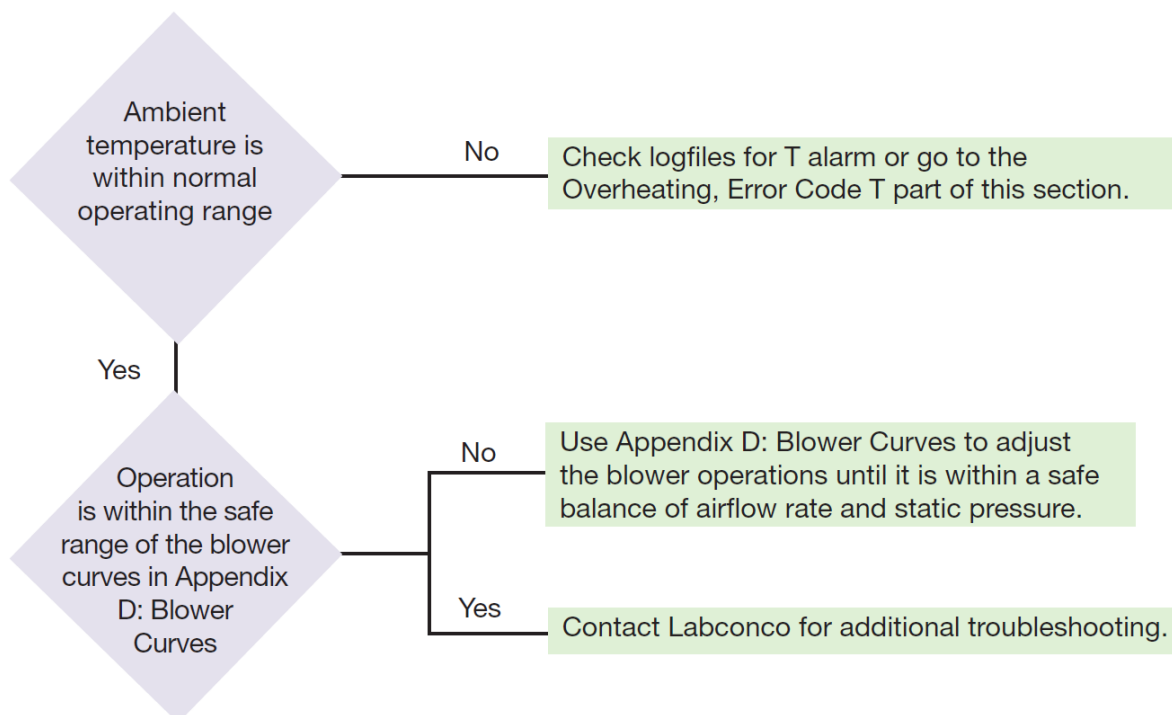 Ambient
temperature is
within normal
operating range
No
Check logfiles for T alarm or go to the
Overheating, Error Code T part of this section.
Yes
Operation
is within the safe
range of the blower
curves in Appendix
D: Blower
Curves
No
Use Appendix D: Blower Curves to adjust
the blower operations until it is within a safe
balance of airflow rate and static pressure.
Yes
Contact Labconco for additional troubleshooting.